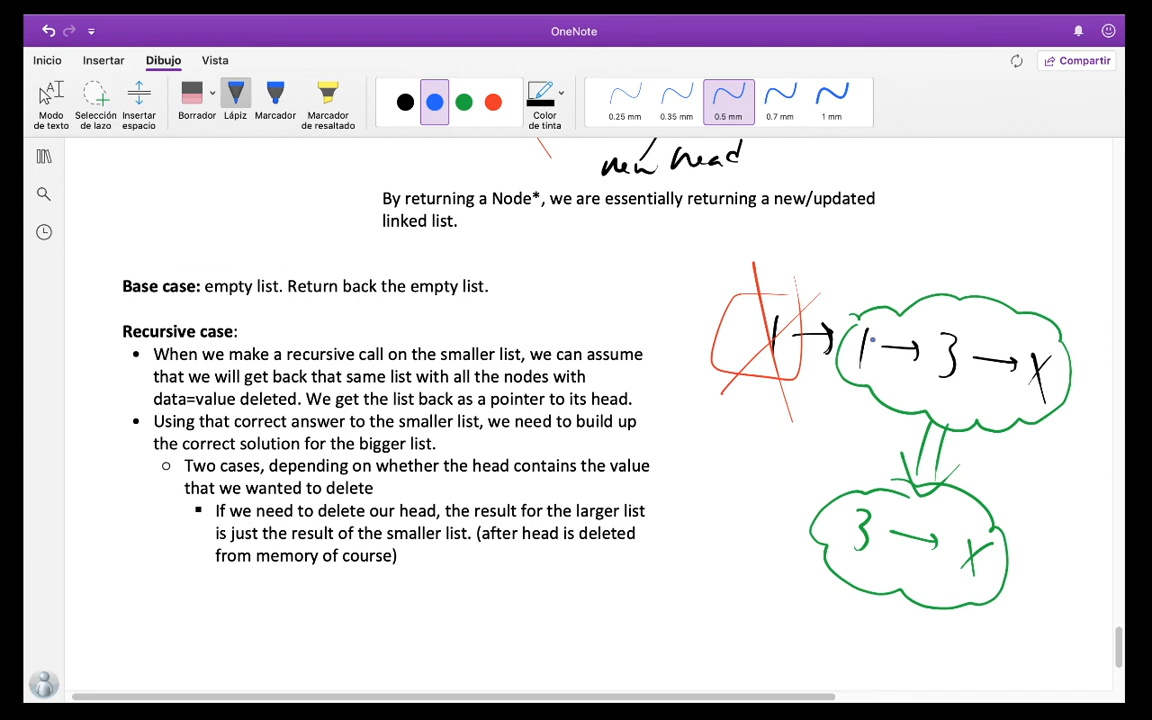 OneNote
Inicio Insertar Dibujo Vista
Compartir
Modo de texto
Selección de lazo
Insertar espacio
Borrador
Lápiz
Marcador
Marcador de resaltado
Color de tinta
0.25 mm 0.35 mm 0.5 mm 0.7 mm 1 mm
new head
By returning a Node*, we are essentially returning a new/updated
linked list.
Base case: empty list. Return back the empty list.
Recursive case:
• When we make a recursive call on the smaller list, we can assume
that we will get back that same list with all the nodes with
data=value deleted. We get the list back as a pointer to its head.
• Using that correct answer to the smaller list, we need to build up
the correct solution for the bigger list.
○ Two cases, depending on whether the head contains the value
that we wanted to delete
▪ If we need to delete our head, the result for the larger list
is just the result of the smaller list. (after head is deleted
from memory of course)
1 → 1 → 3 → X
3 → X